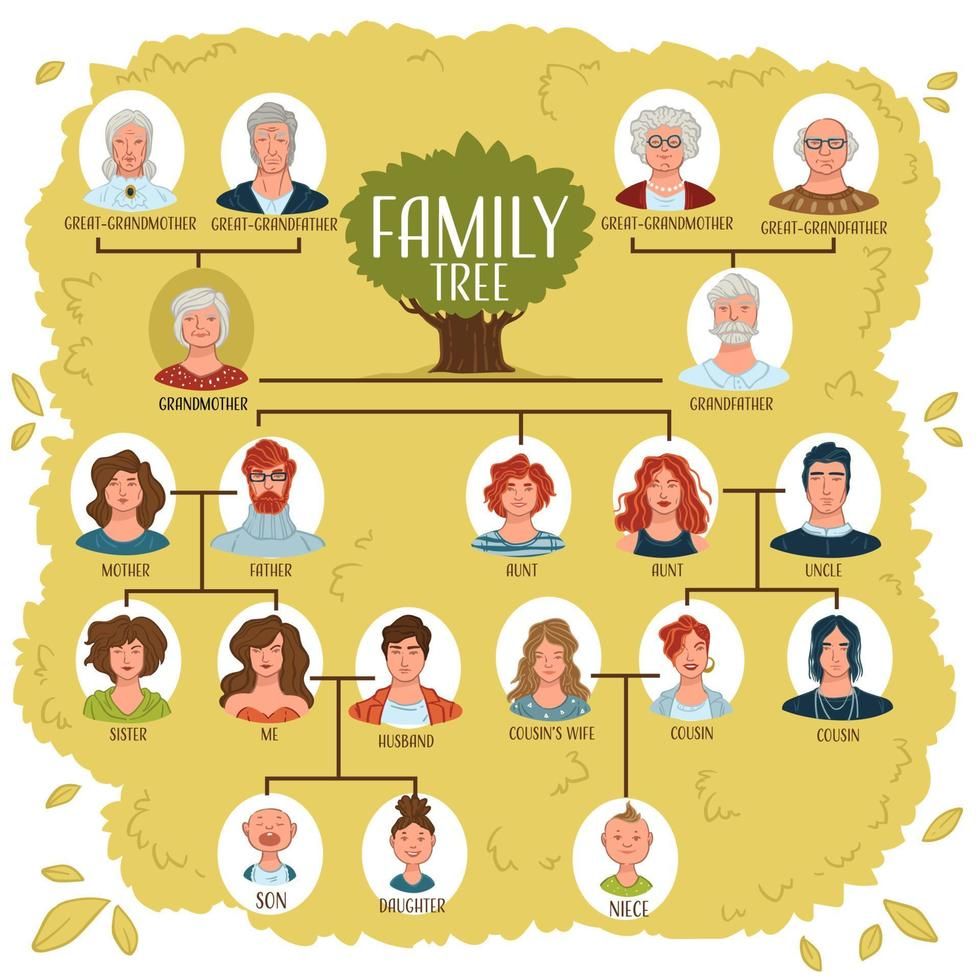 GREAT-GRANDMOTHER
GREAT-GRANDFATHER
FAMILY
TREE
GREAT-GRANDMOTHER
GREAT-GRANDFATHER
GRANDMOTHER
GRANDFATHER
MOTHER
FATHER
AUNT
AUNT
UNCLE
SISTER
ME
HUSBAND
COUSIN'S WIFE
COUSIN
COUSIN
SON
DAUGHTER
NIECE